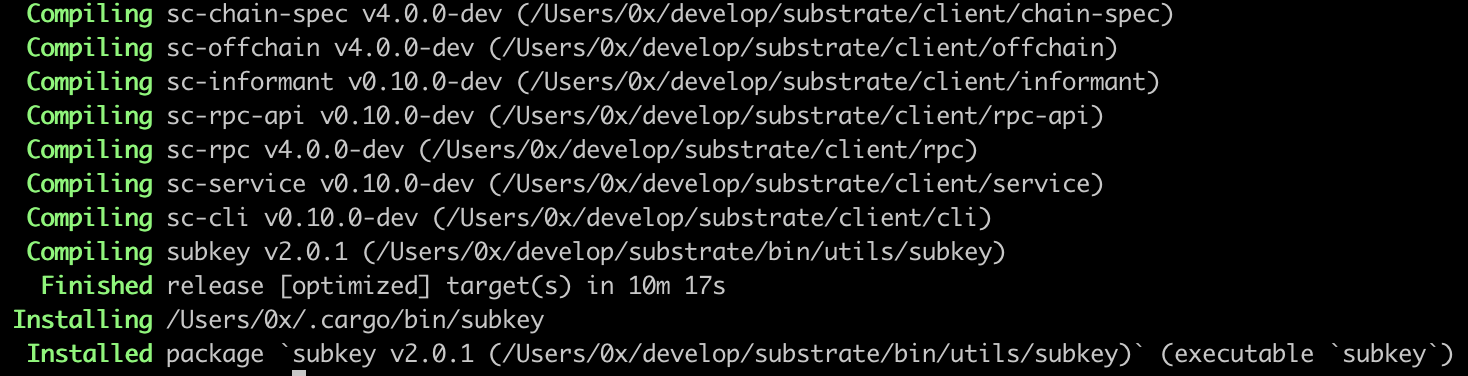 Compiling sc-chain-spec v4.0.0-dev (/Users/0x/develop/substrate/client/chain-spec)
Compiling sc-offchain v4.0.0-dev (/Users/0x/develop/substrate/client/offchain)
Compiling sc-informant v0.10.0-dev (/Users/0x/develop/substrate/client/informant)
Compiling sc-rpc-api v0.10.0-dev (/Users/0x/develop/substrate/client/rpc-api)
Compiling sc-rpc v4.0.0-dev (/Users/0x/develop/substrate/client/rpc)
Compiling sc-service v0.10.0-dev (/Users/0x/develop/substrate/client/service)
Compiling sc-cli v0.10.0-dev (/Users/0x/develop/substrate/client/cli)
Compiling subkey v2.0.1 (/Users/0x/develop/substrate/bin/utils/subkey)
Finished release [optimized] target(s) in 10m 17s
Installing /Users/0x/.cargo/bin/subkey
Installed package `subkey v2.0.1 (/Users/0x/develop/substrate/bin/utils/subkey)` (executable `subkey`)